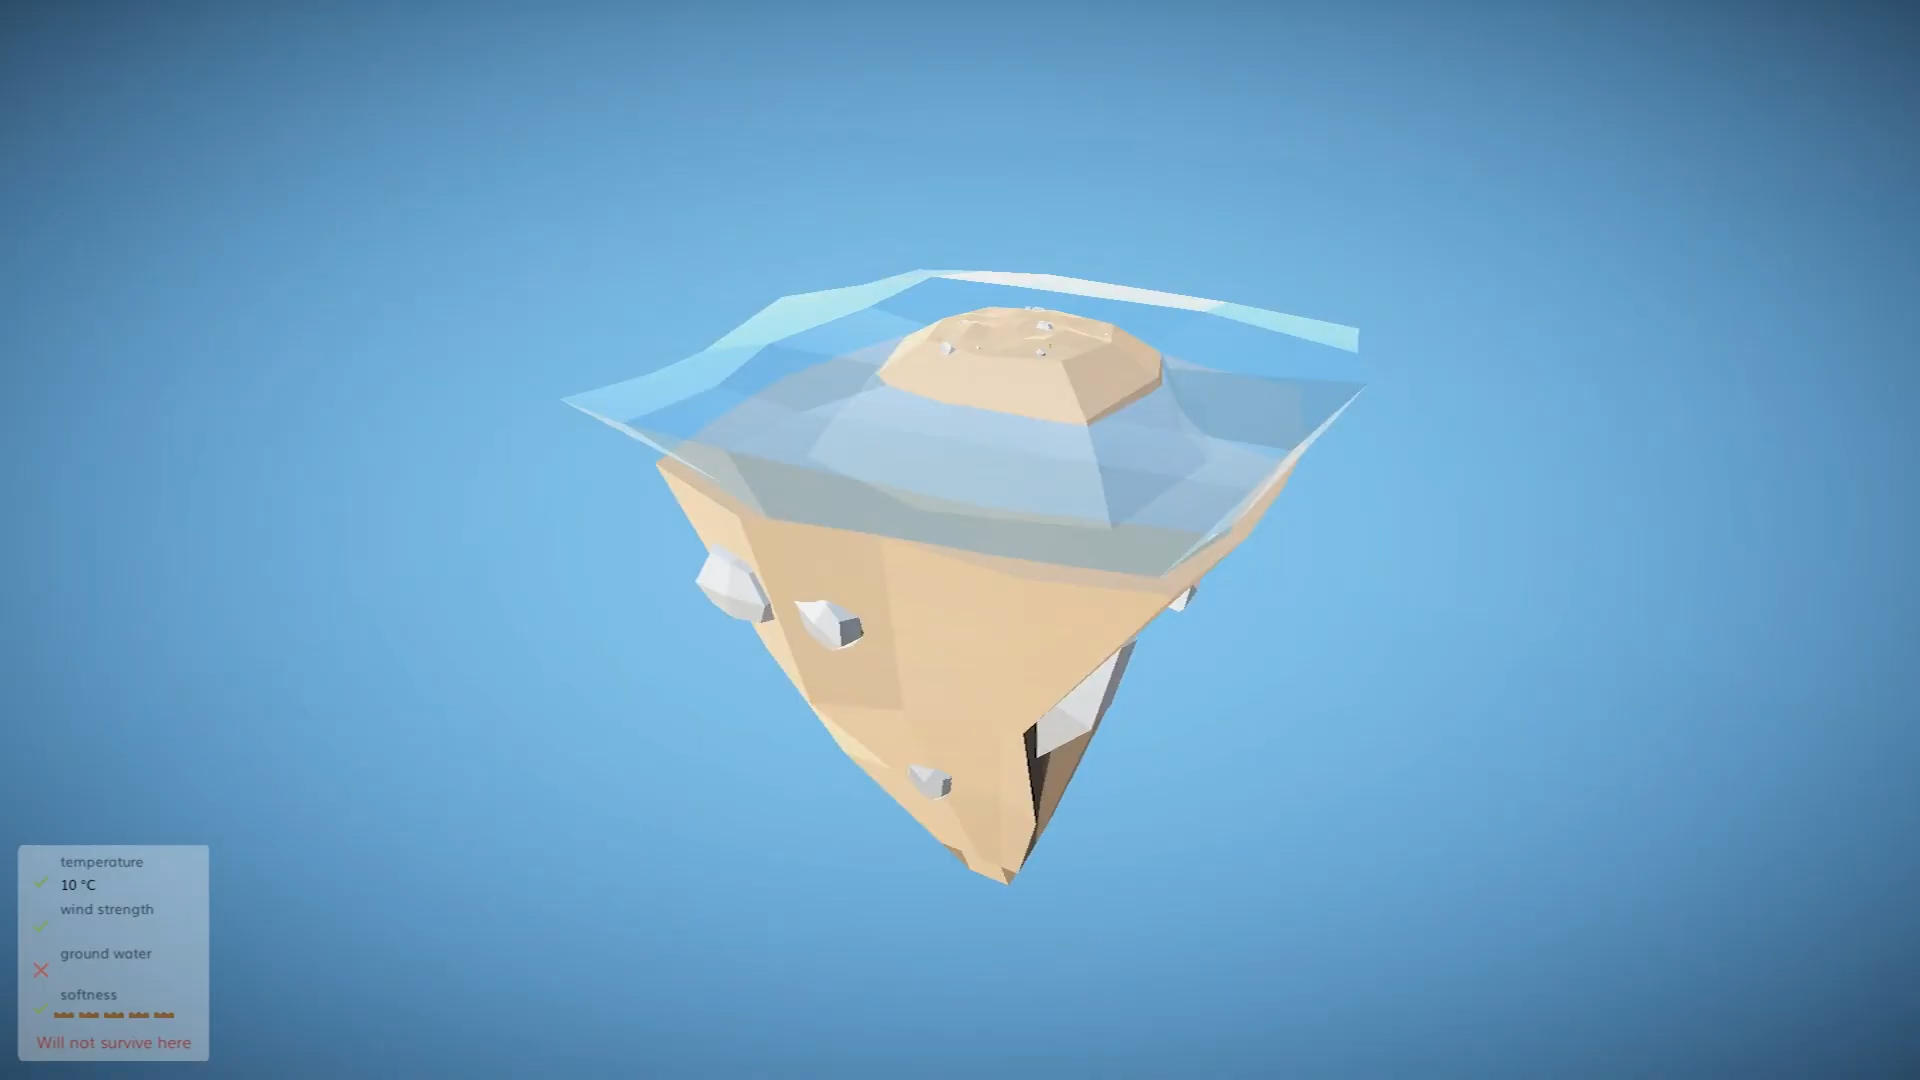 temperature
10 °C
wind strength
ground water
softness
Will not survive here